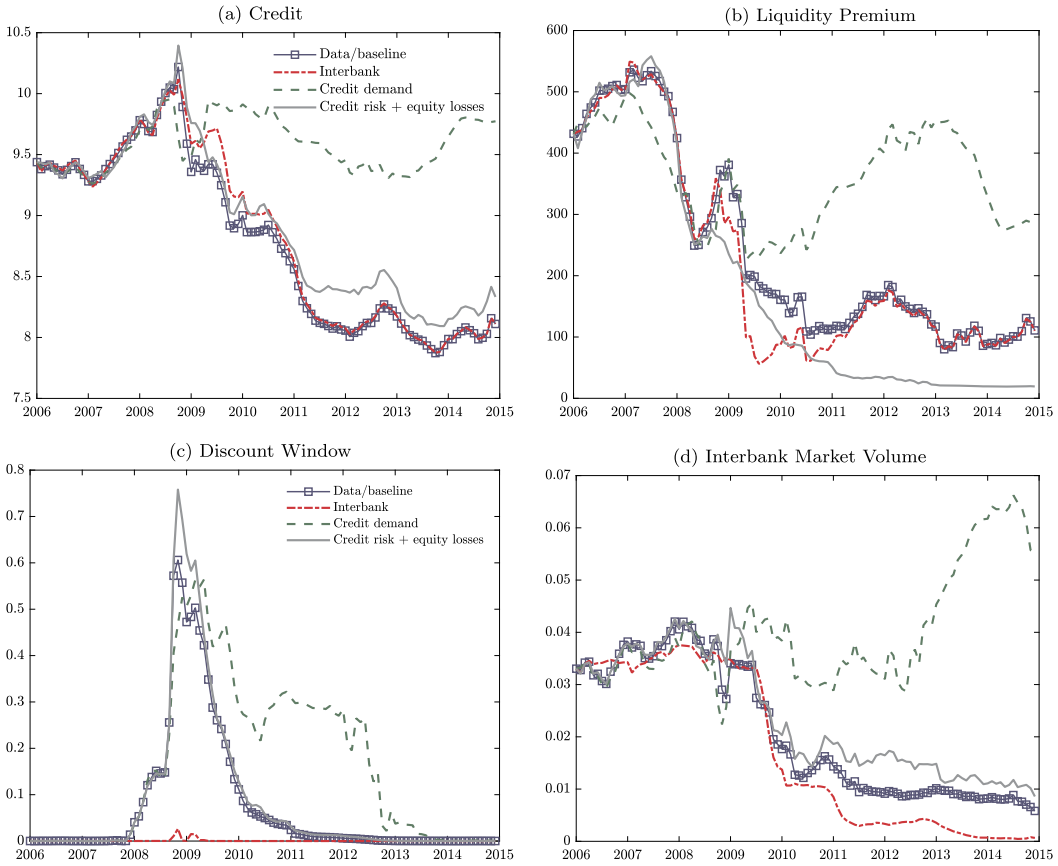 (a) Credit
10.5
10
9.5
9
8.5
8
7.5
2006 2007 2008 2009 2010 2011 2012 2013 2014 2015
Data/baseline
Interbank
Credit demand
Credit risk + equity losses
(b) Liquidity Premium
600
500
400
300
200
100
0
2006 2007 2008 2009 2010 2011 2012 2013 2014 2015
(c) Discount Window
0.8
0.7
0.6
0.5
0.4
0.3
0.2
0.1
0
2006 2007 2008 2009 2010 2011 2012 2013 2014 2015
Data/baseline
Interbank
Credit demand
Credit risk + equity losses
(d) Interbank Market Volume
0.07
0.06
0.05
0.04
0.03
0.02
0.01
0
2006 2007 2008 2009 2010 2011 2012 2013 2014 2015